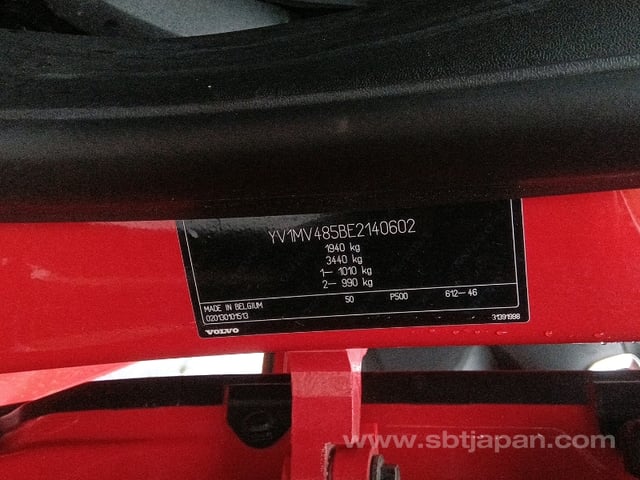 YV1MV485BE2140602
1940 kg
3440 kg
1- 1010 kg
2- 990 kg
MADE IN BELGIUM 50 P500 612-46
020130101513 31391998
VOLVO
www.sbtjapan.com